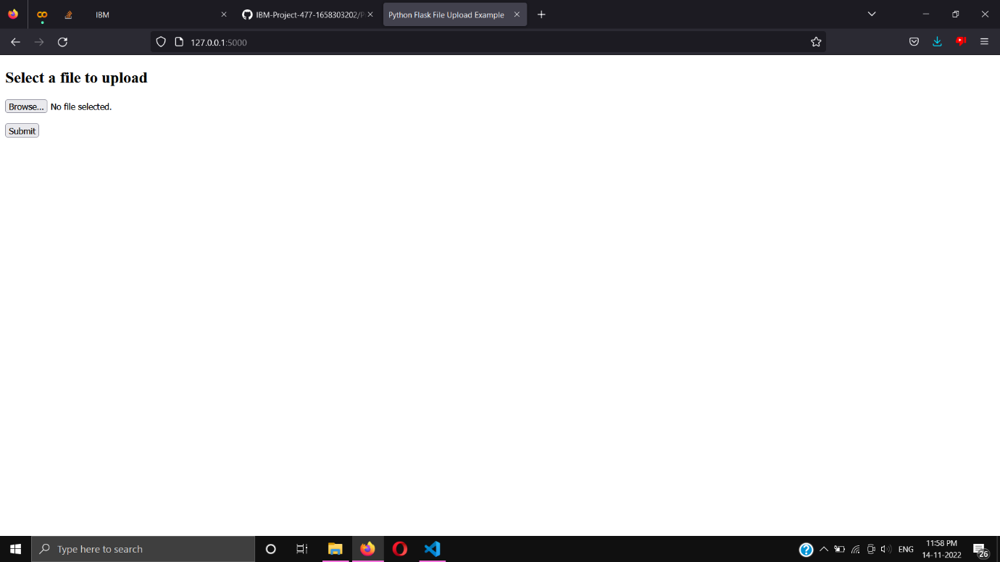 IBM
IBM-Project-477-1658303202/P
Python Flask File Upload Example
127.0.0.1:5000
Select a file to upload
Browse... No file selected.
Submit
Type here to search
ENG
11:58 PM
14-11-2022
26